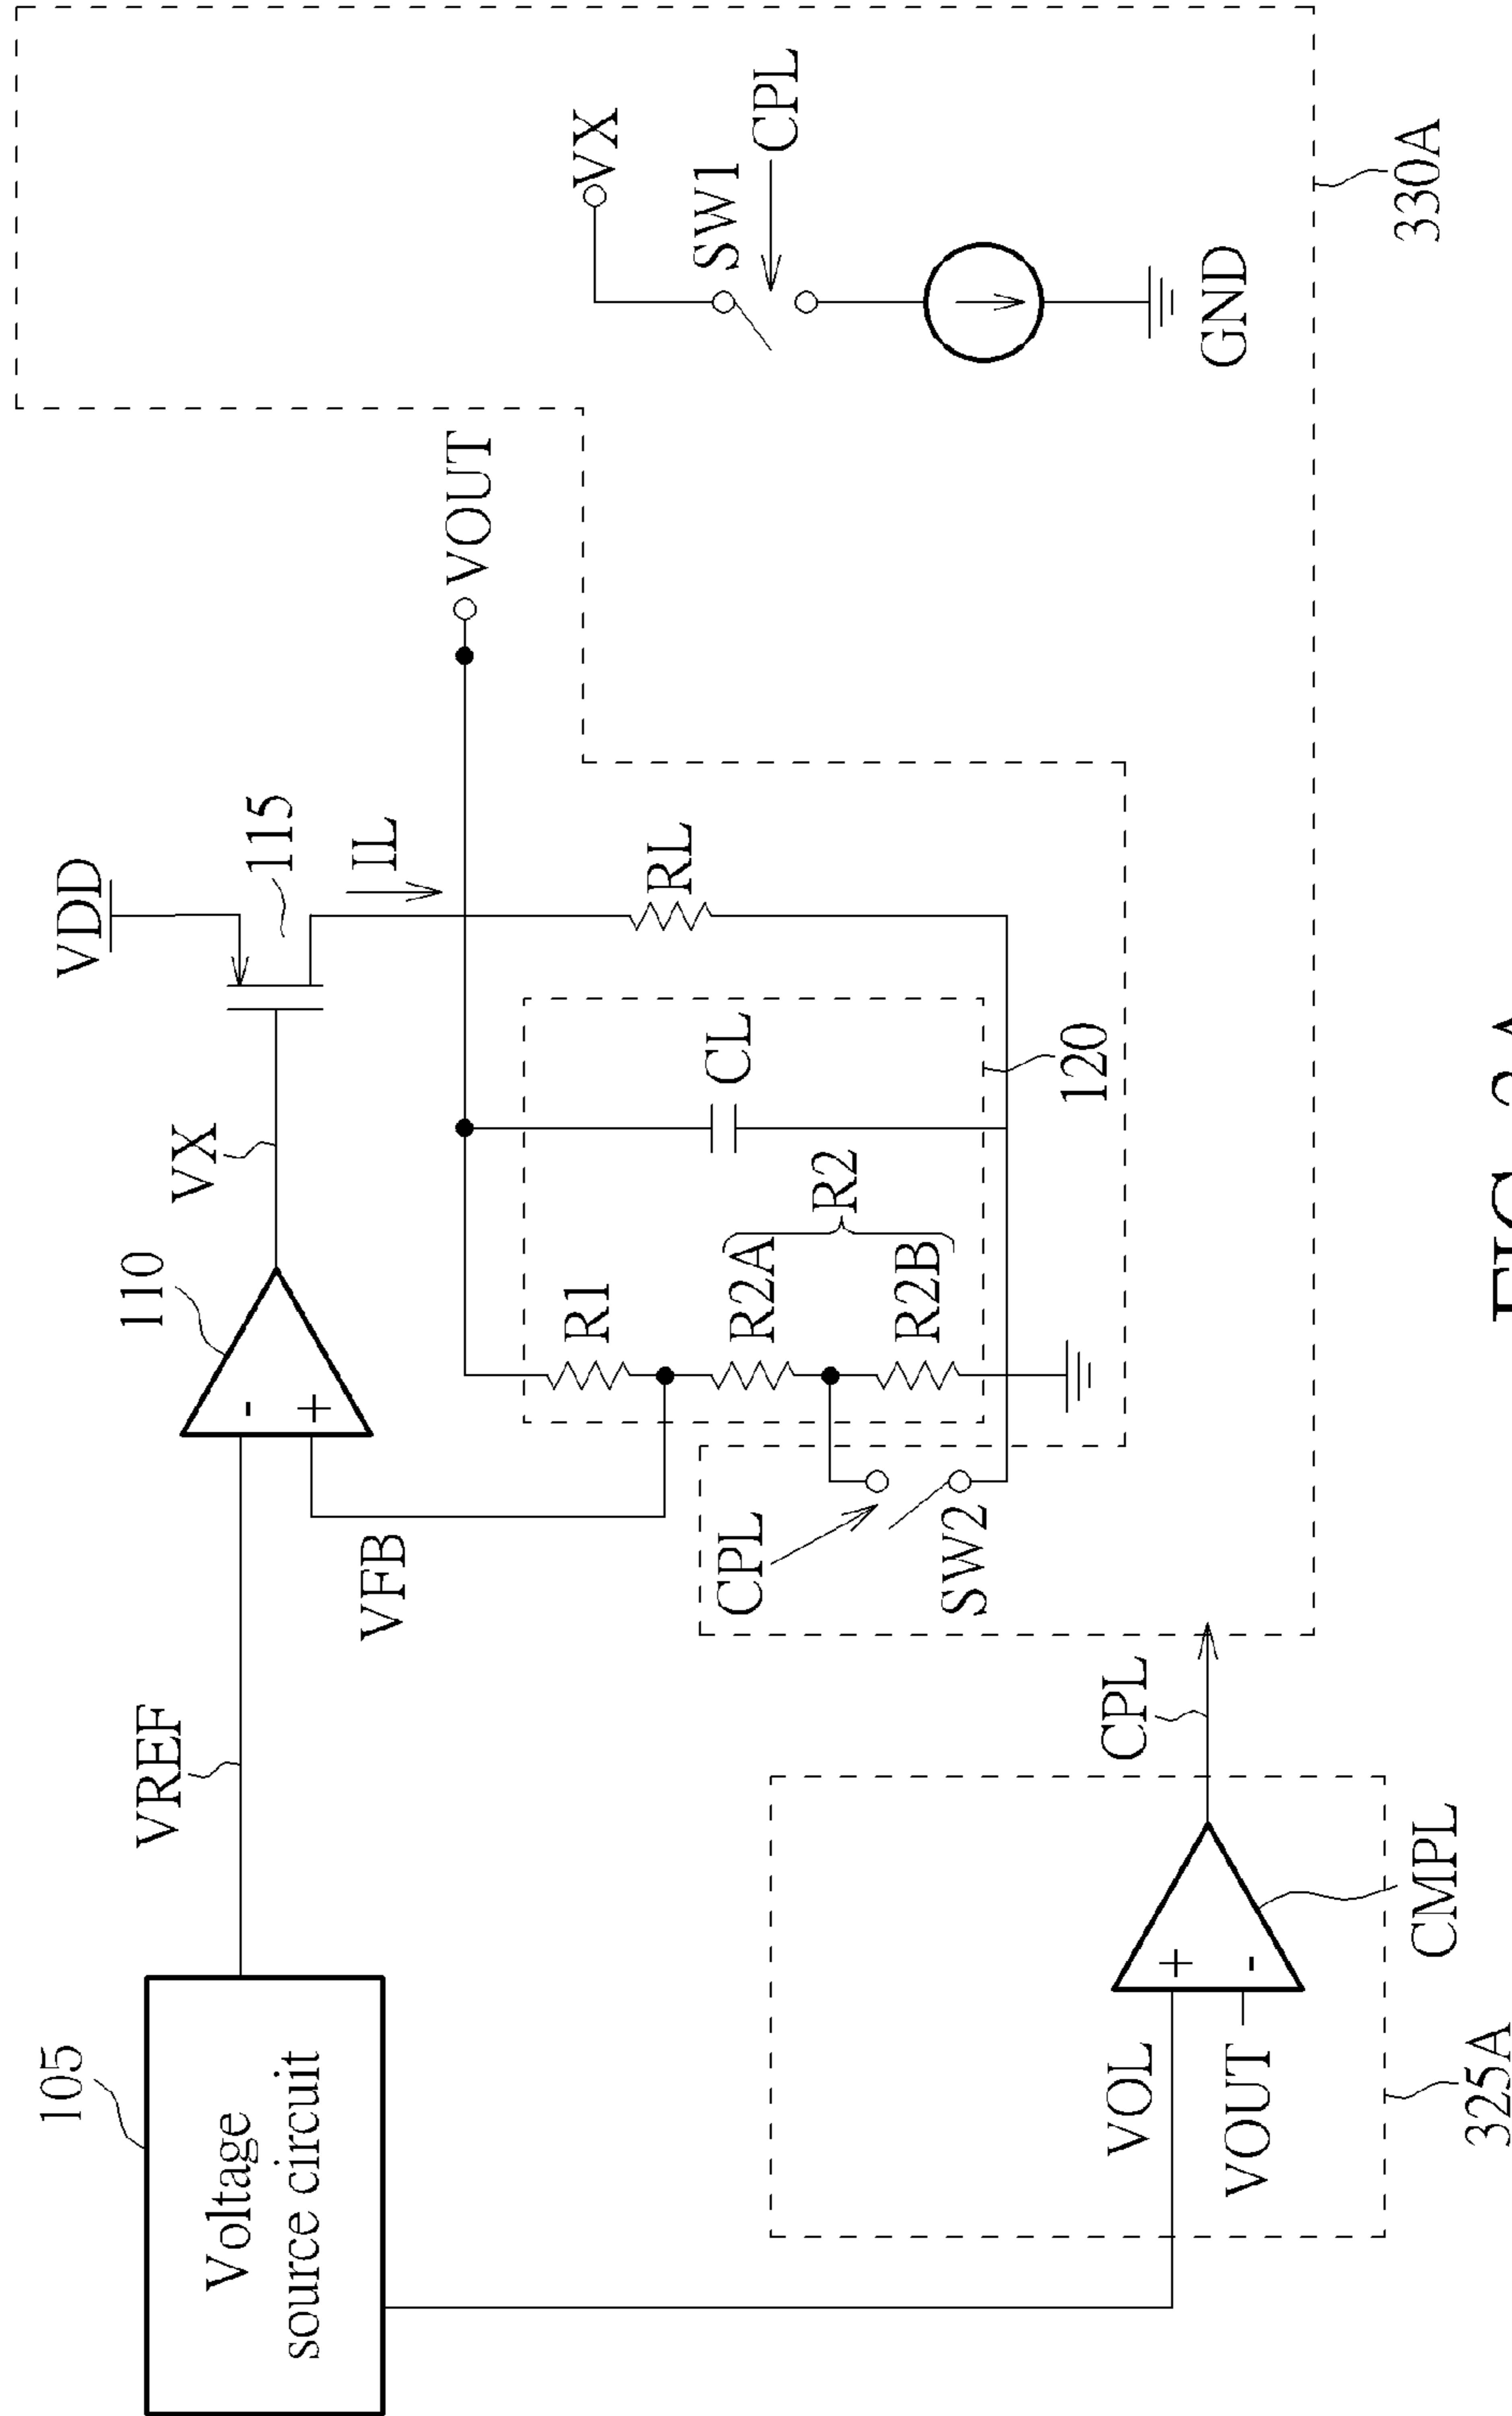 105
Voltage
source circuit
VREF
110
-
+
VFB
VX
VDD
115
IL
VOUT
R1
R2A
R2B
R2
CL
RL
120
CPL
SW2
VX
SW1
CPL
GND
330A
VOL
VOUT
+
-
CMPL
CPL
325A